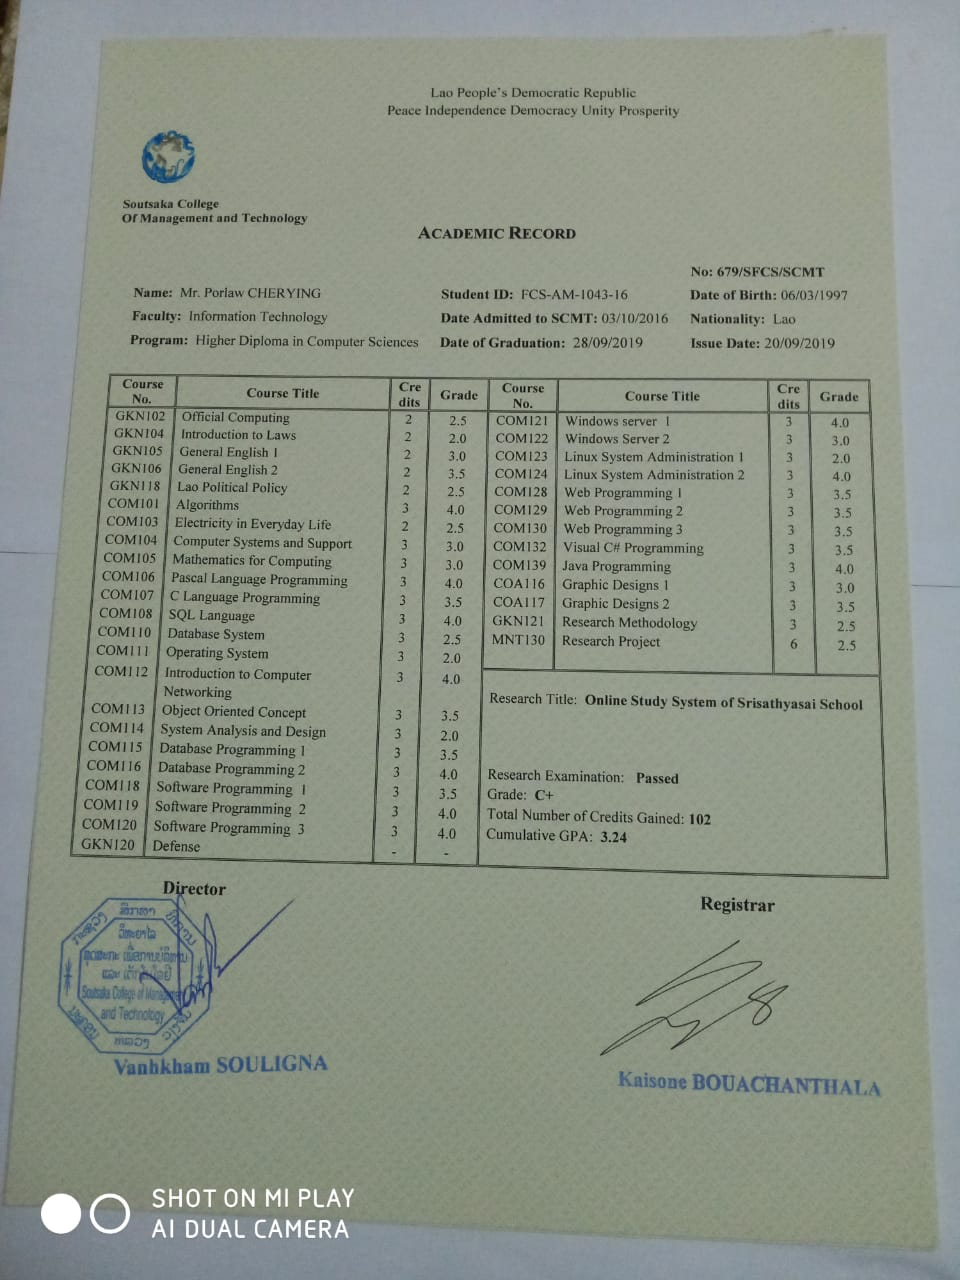 Lao People's Democratic Republic
Peace Independence Democracy Unity Prosperity
Soutsaka College
Of Management and Technology
ACADEMIC RECORD
No: 679/SFCS/SCMT
Name: Mr. Porlaw CHERYING Student ID: FCS-AM-1043-16 Date of Birth: 06/03/1997
Faculty: Information Technology Date Admitted to SCMT: 03/10/2016 Nationality: Lao
Program: Higher Diploma in Computer Sciences Date of Graduation: 28/09/2019 Issue Date: 20/09/2019
Course No. Course Title Cre dits Grade
GKN102 Official Computing 2 2.5
GKN104 Introduction to Laws 2 2.0
GKN105 General English 1 2 3.0
GKN106 General English 2 2 3.5
GKN118 Lao Political Policy 2 2.5
COM101 Algorithms 3 4.0
COM103 Electricity in Everyday Life 2 2.5
COM104 Computer Systems and Support 3 3.0
COM105 Mathematics for Computing 3 3.0
COM106 Pascal Language Programming 3 4.0
COM107 C Language Programming 3 3.5
COM108 SQL Language 3 4.0
COM110 Database System 3 2.5
COM111 Operating System 3 2.0
COM112 Introduction to Computer 3 4.0
Networking
COM113 Object Oriented Concept 3 3.5
COM114 System Analysis and Design 3 2.0
COM115 Database Programming 1 3 3.5
COM116 Database Programming 2 3 4.0
COM118 Software Programming 1 3 3.5
COM119 Software Programming 2 3 4.0
COM120 Software Programming 3 3 4.0
GKN120 Defense - -
Course No. Course Title Cre dits Grade
COM121 Windows server 1 3 4.0
COM122 Windows Server 2 3 3.0
COM123 Linux System Administration 1 3 2.0
COM124 Linux System Administration 2 3 4.0
COM128 Web Programming 1 3 3.5
COM129 Web Programming 2 3 3.5
COM130 Web Programming 3 3 3.5
COM132 Visual C# Programming 3 3.5
COM139 Java Programming 3 4.0
COA116 Graphic Designs 1 3 3.0
COA117 Graphic Designs 2 3 3.5
GKN121 Research Methodology 3 2.5
MNT130 Research Project 6 2.5
Research Title: Online Study System of Srisathyasai School
Research Examination: Passed
Grade: C+
Total Number of Credits Gained: 102
Cumulative GPA: 3.24
Director
Registrar
ວິທະຍາໄລ
Soutsaka College of Management
and Technology
Vanhkham SOULIGNA
Kaisone BOUACHANTHALA
SHOT ON MI PLAY
AI DUAL CAMERA